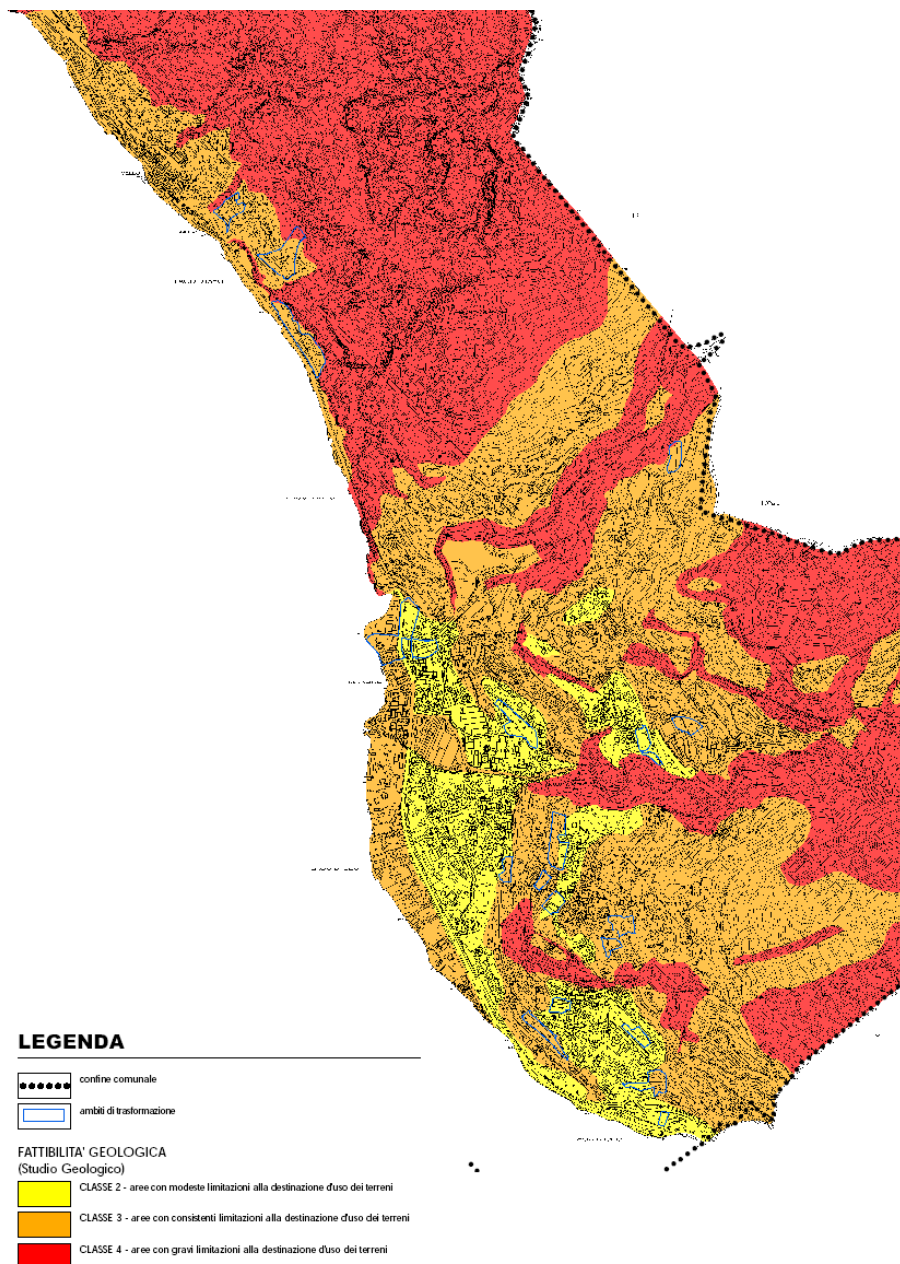 LEGENDA
confine comunale
ambiti di trasformazione
FATTIBILITA' GEOLOGICA
(Studio Geologico)
CLASSE 2 - aree con modeste limitazioni alla destinazione d'uso dei terreni
CLASSE 3 - aree con consistenti limitazioni alla destinazione d'uso dei terreni
CLASSE 4 - aree con gravi limitazioni alla destinazione d'uso dei terreni